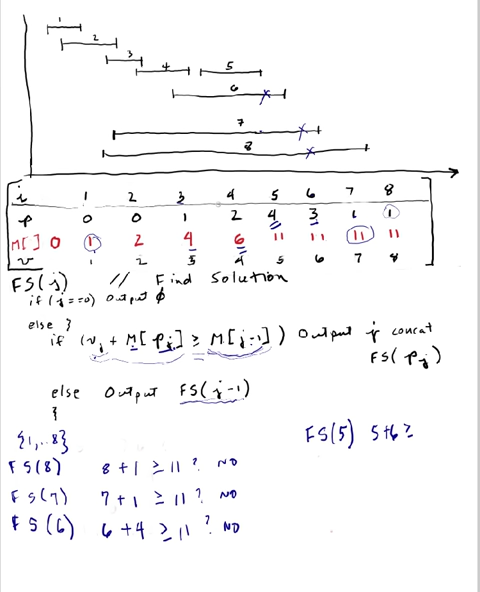 1
2
3
4 5
6
7
8
i 1 2 3 4 5 6 7 8
p 0 0 1 2 4 3 1 1
M[ ] 0 1 2 4 6 11 11 11 11
v 1 2 3 4 5 6 7 8
FS(j) // Find Solution
if (j==0) output ϕ
else }
if (vj + M[pj] ≥ M[j-1]) Output j concat
FS(pj)
else Output FS(j-1)
}
{1,..8}
FS(5) 5+6≥
FS(8) 8+1 ≥ 11? NO
FS(7) 7+1 ≥ 11? NO
FS(6) 6+4 ≥ 11? NO